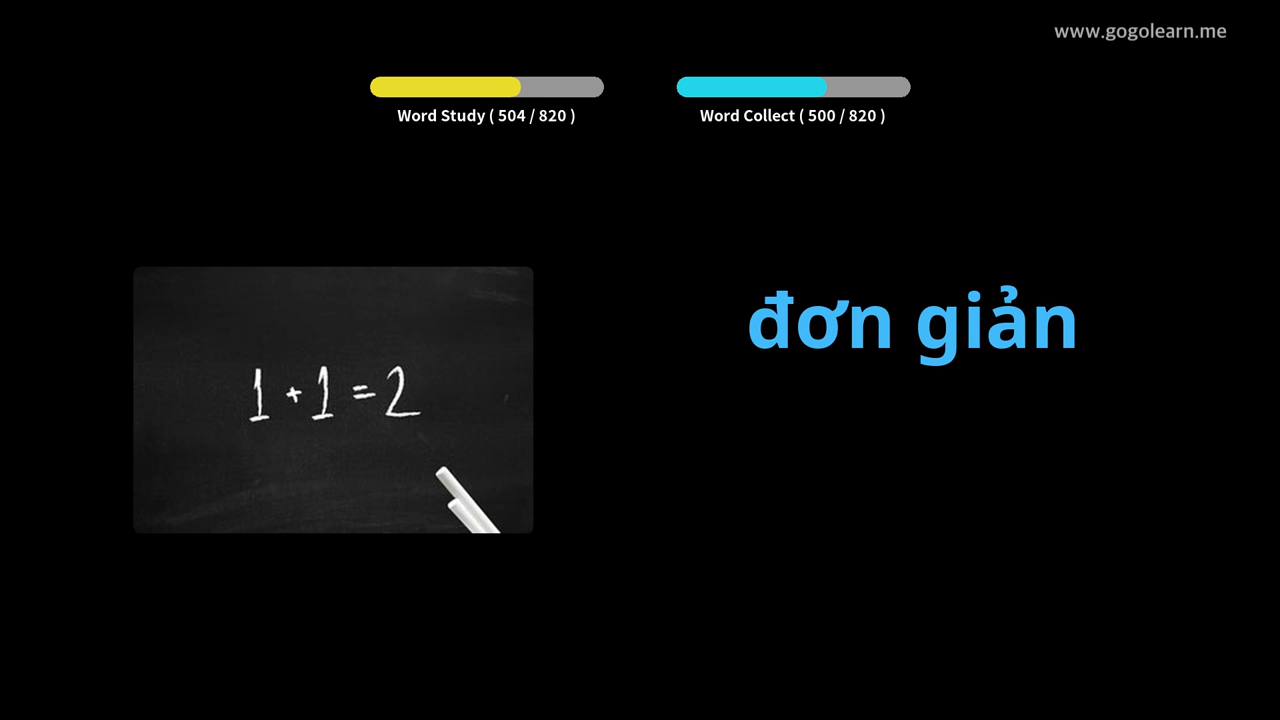 www.gogolearn.me
Word Study ( 504 / 820 )
Word Collect ( 500 / 820 )
đơn giản
1 + 1 = 2